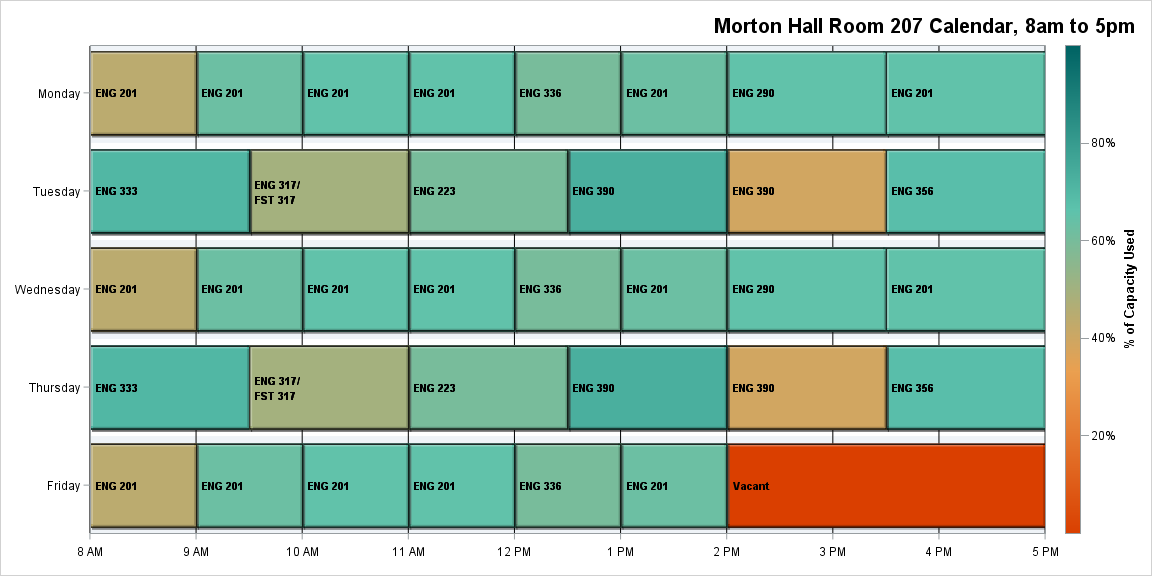 Morton Hall Room 207 Calendar, 8am to 5pm
Monday
ENG 201
ENG 201
ENG 201
ENG 201
ENG 336
ENG 201
ENG 290
ENG 201
Tuesday
ENG 333
ENG 317/
FST 317
ENG 223
ENG 390
ENG 390
ENG 356
Wednesday
ENG 201
ENG 201
ENG 201
ENG 201
ENG 336
ENG 201
ENG 290
ENG 201
Thursday
ENG 333
ENG 317/
FST 317
ENG 223
ENG 390
ENG 390
ENG 356
Friday
ENG 201
ENG 201
ENG 201
ENG 201
ENG 336
ENG 201
Vacant
8 AM
9 AM
10 AM
11 AM
12 PM
1 PM
2 PM
3 PM
4 PM
5 PM
80%
60%
40%
20%
% of Capacity Used